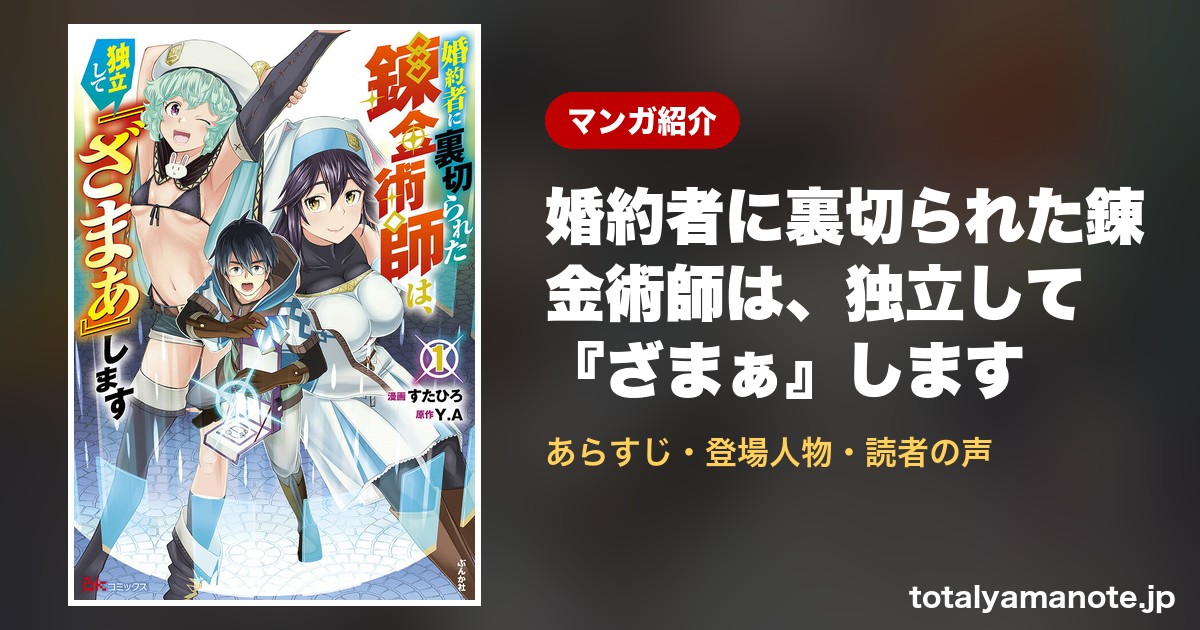 婚約者に裏切られた
錬金術師は、
独立して
『ざまぁ』します
1
漫画 すたひろ
原作 Y.A
BKコミックス
ぶんか社
マンガ紹介
婚約者に裏切られた錬
金術師は、独立して
『ざまぁ』します
あらすじ・登場人物・読者の声
totalyamanote.jp